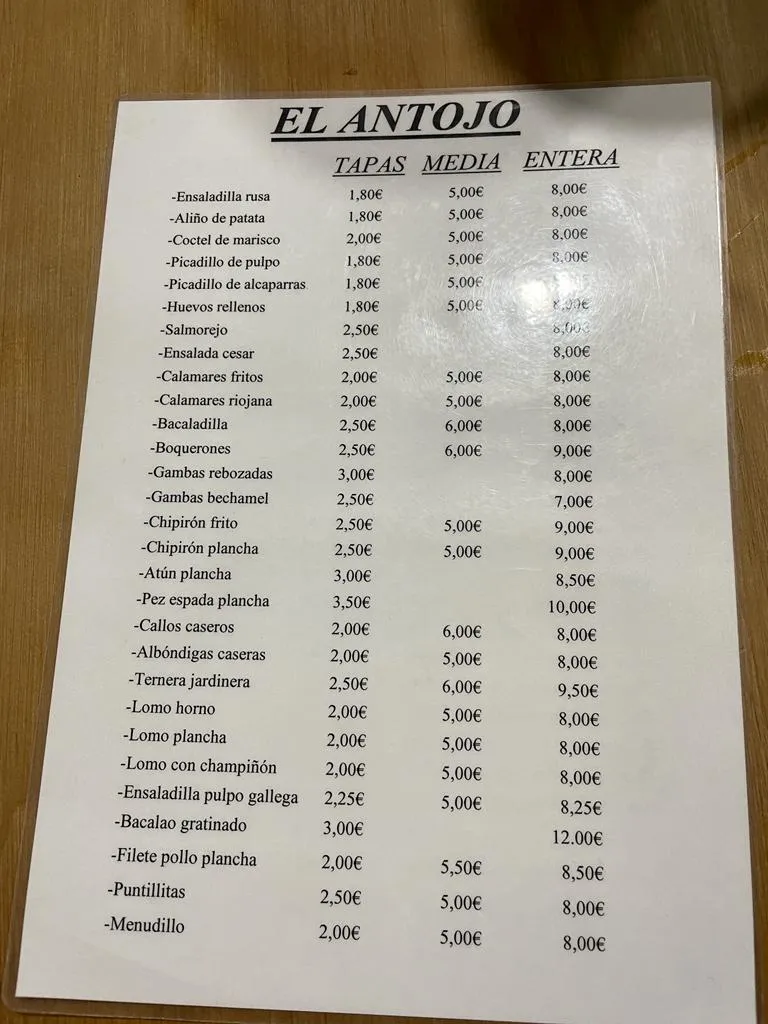 EL ANTOJO
TAPAS MEDIA ENTERA
-Ensaladilla rusa 1,80€ 5,00€ 8,00€
-Aliño de patata 1,80€ 5,00€ 8,00€
-Coctel de marisco 2,00€ 5,00€ 8,00€
-Picadillo de pulpo 1,80€ 5,00€ 8,00€
-Picadillo de alcaparras 1,80€ 5,00€
-Huevos rellenos 1,80€ 5,00€ 8,00€
-Salmorejo 2,50€ 8,00€
-Ensalada cesar 2,50€ 8,00€
-Calamares fritos 2,00€ 5,00€ 8,00€
-Calamares riojana 2,00€ 5,00€ 8,00€
-Bacaladilla 2,50€ 6,00€ 8,00€
-Boquerones 2,50€ 6,00€ 9,00€
-Gambas rebozadas 3,00€ 8,00€
-Gambas bechamel 2,50€ 7,00€
-Chipirón frito 2,50€ 5,00€ 9,00€
-Chipirón plancha 2,50€ 5,00€ 9,00€
-Atún plancha 3,00€ 8,50€
-Pez espada plancha 3,50€ 10,00€
-Callos caseros 2,00€ 6,00€ 8,00€
-Albóndigas caseras 2,00€ 5,00€ 8,00€
-Ternera jardinera 2,50€ 6,00€ 9,50€
-Lomo horno 2,00€ 5,00€ 8,00€
-Lomo plancha 2,00€ 5,00€ 8,00€
-Lomo con champiñón 2,00€ 5,00€ 8,00€
-Ensaladilla pulpo gallega 2,25€ 5,00€ 8,25€
-Bacalao gratinado 3,00€ 12.00€
-Filete pollo plancha 2,00€ 5,50€ 8,50€
-Puntillitas 2,50€ 5,00€ 8,00€
-Menudillo 2,00€ 5,00€ 8,00€